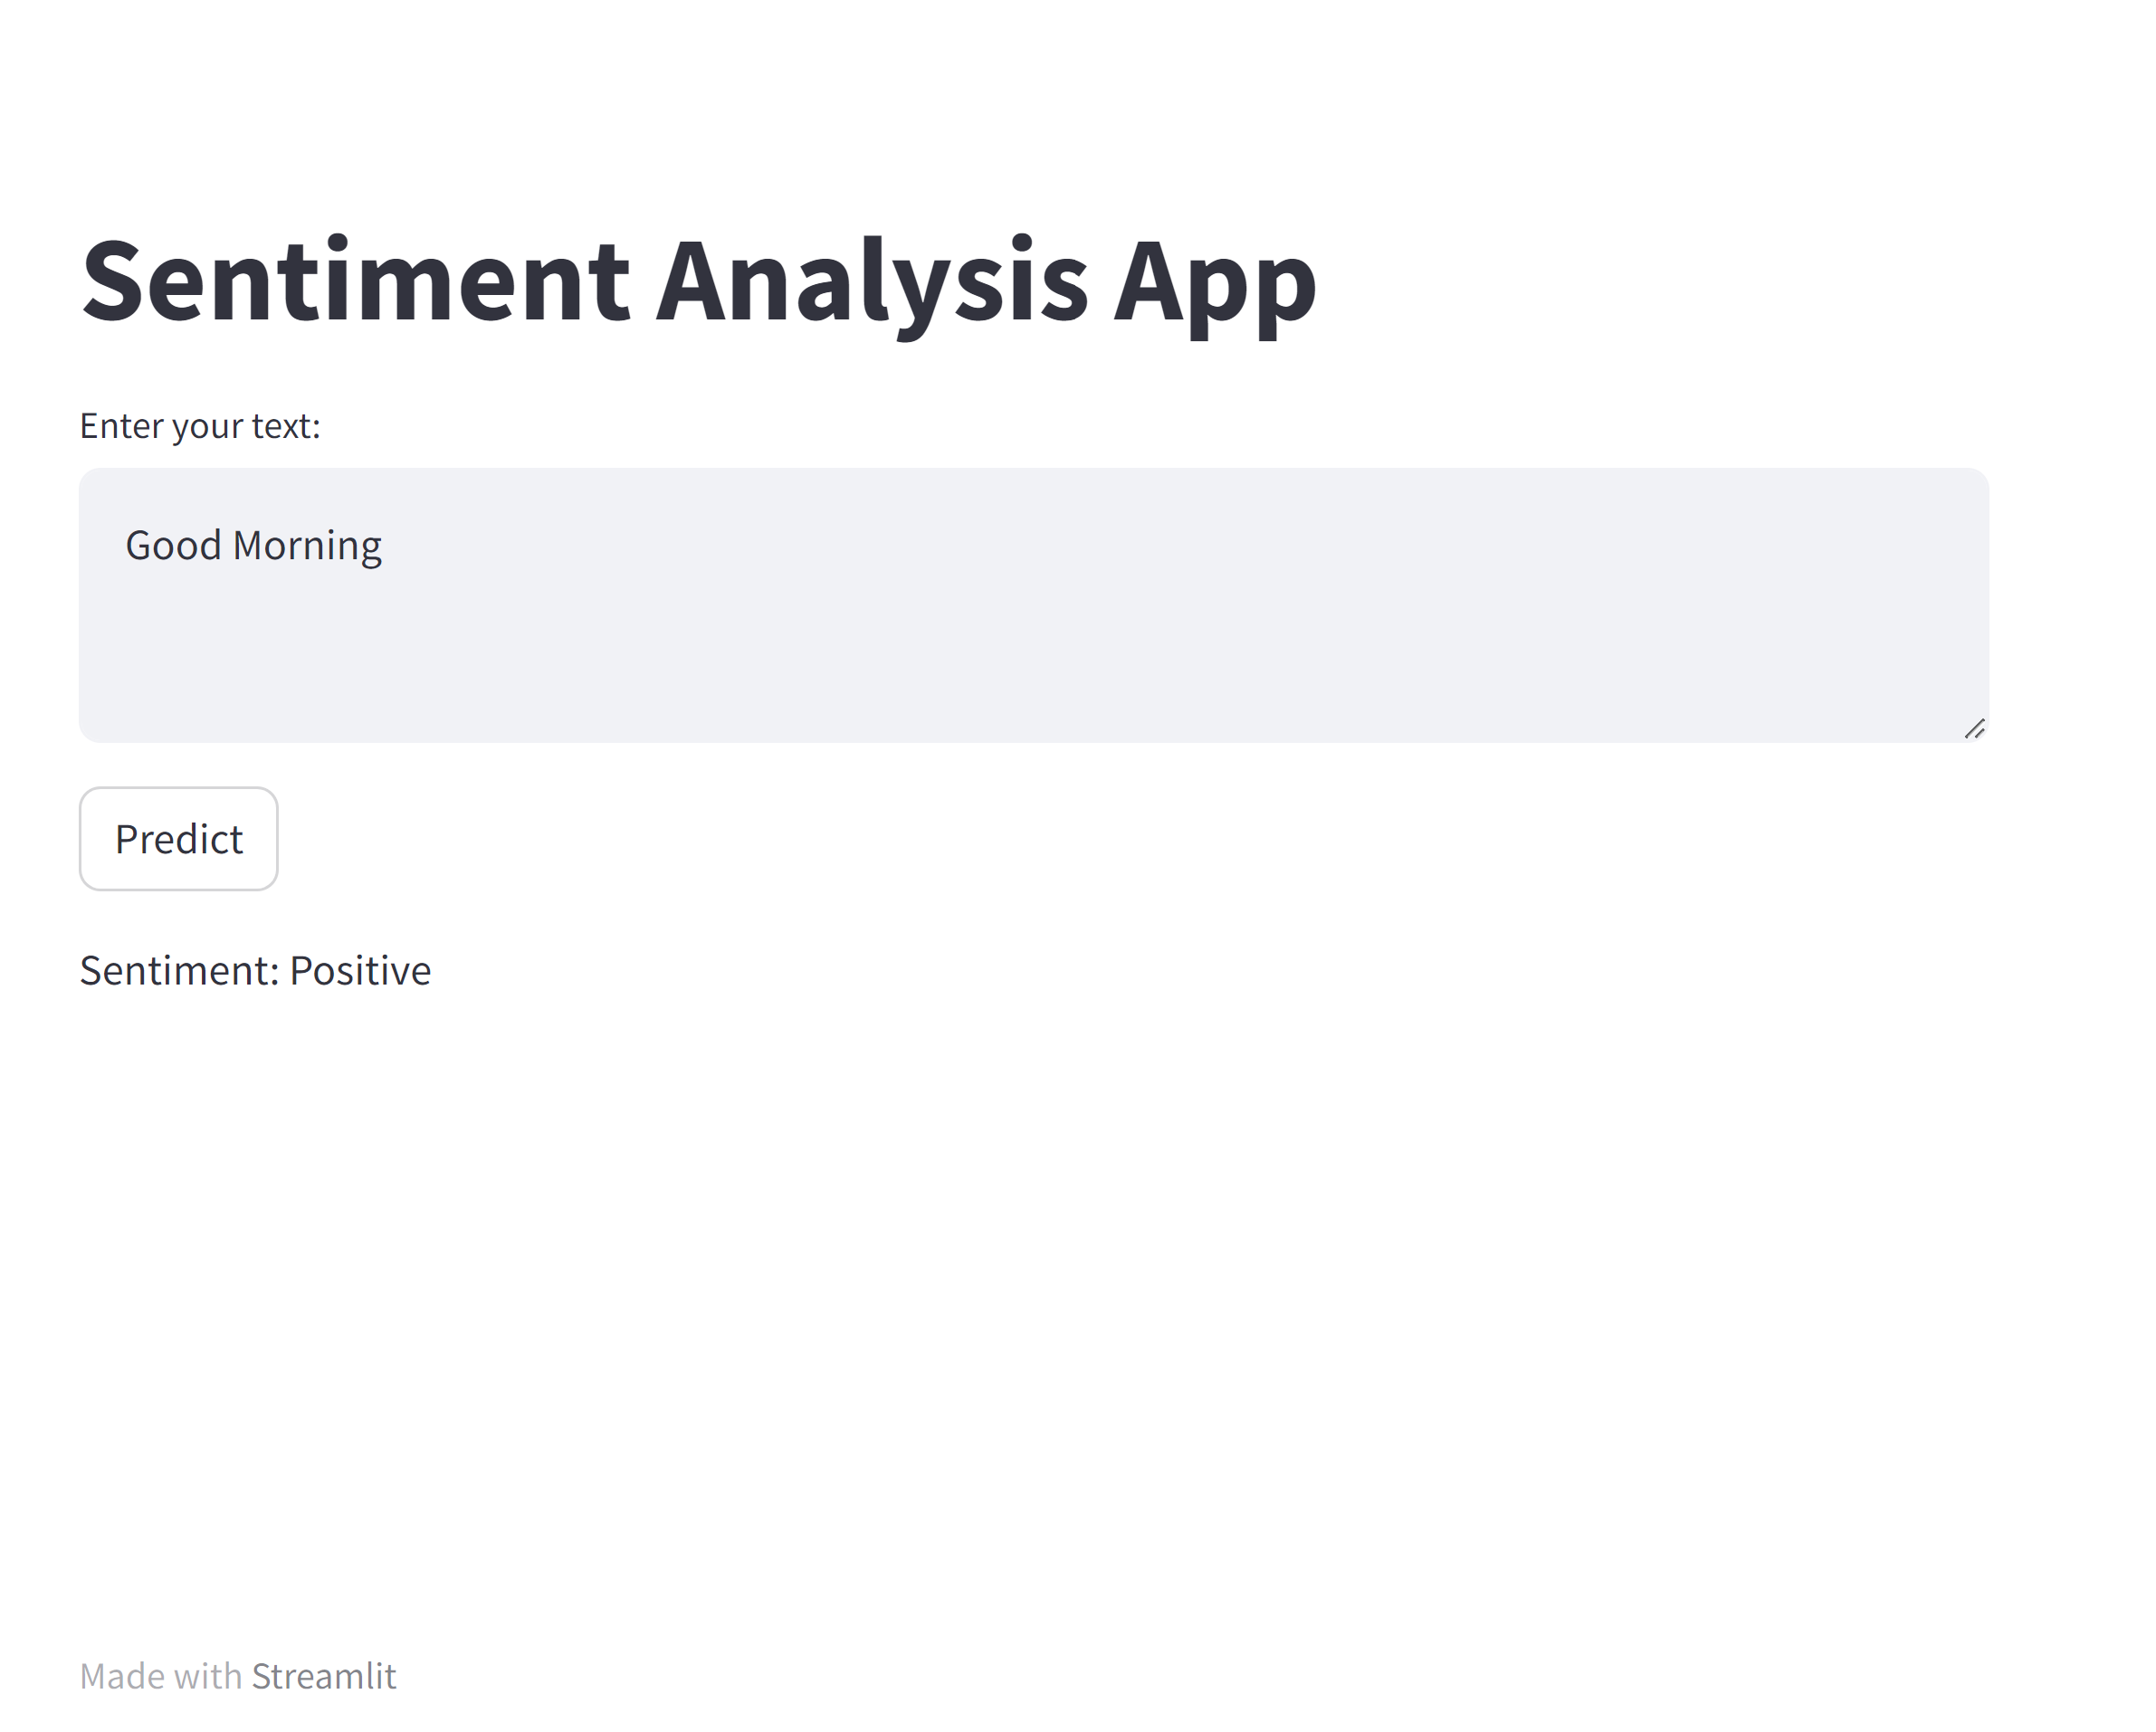 Sentiment Analysis App
Enter your text:
Good Morning
Predict
Sentiment: Positive
Made with Streamlit